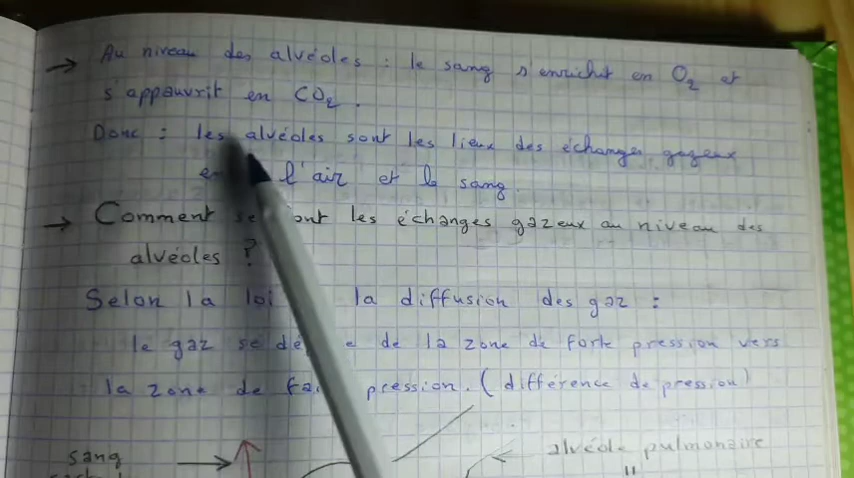 → Au niveau des alvéoles : le sang s'enrichit en O₂ et
s'appauvrit en CO₂.
Donc : les alvéoles sont les lieux des échanges gazeux
l'air et le sang.
→ Comment se font les échanges gazeux au niveau des
alvéoles ?
Selon la loi la diffusion des gaz :
le gaz se de la zone de forte pression vers
la zone de pression. (différence de pression)
alvéole pulmonaire
sang →
"